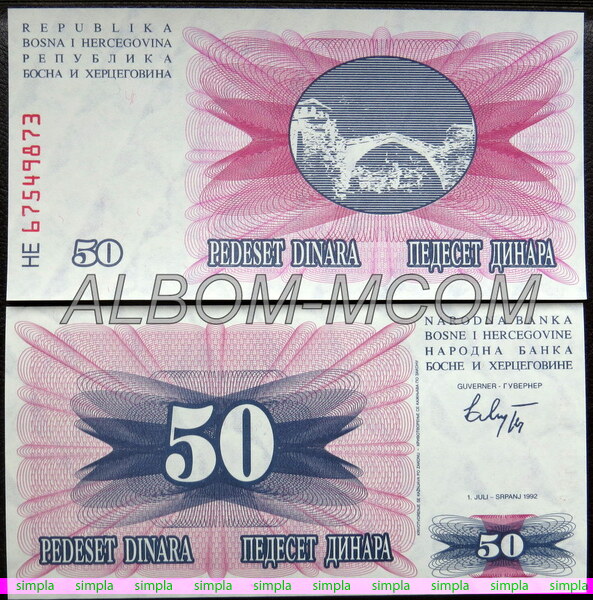 REPUBLIKA
BOSNA I HERCEGOVINA
РЕПУБЛИКА
БОСНА И ХЕРЦЕГОВИНА
HE 67549873
50
PEDESET DINARA
ПЕДЕСЕТ ДИНАРА
ALBOM-MCOM
NARODNA BANKA
BOSNE I HERCEGOVINE
НАРОДНА БАНКА
БОСНЕ И ХЕРЦЕГОВИНЕ
GUVERNER - ГУВЕРНЕР
50
1. JULI - SRPANJ 1992
PEDESET DINARA
ПЕДЕСЕТ ДИНАРА
50
simpla simpla simpla simpla simpla simpla simpla simpla simpla simpla